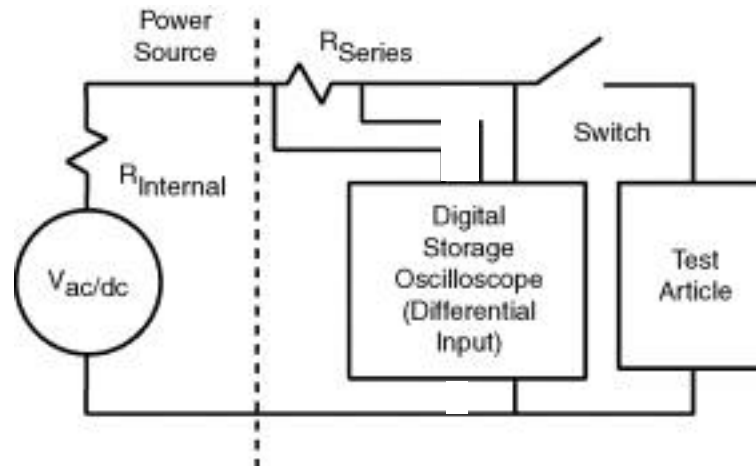 Power
Source
RSeries
Switch
RInternal
Vac/dc
Digital
Storage
Oscilloscope
(Differential
Input)
Test
Article